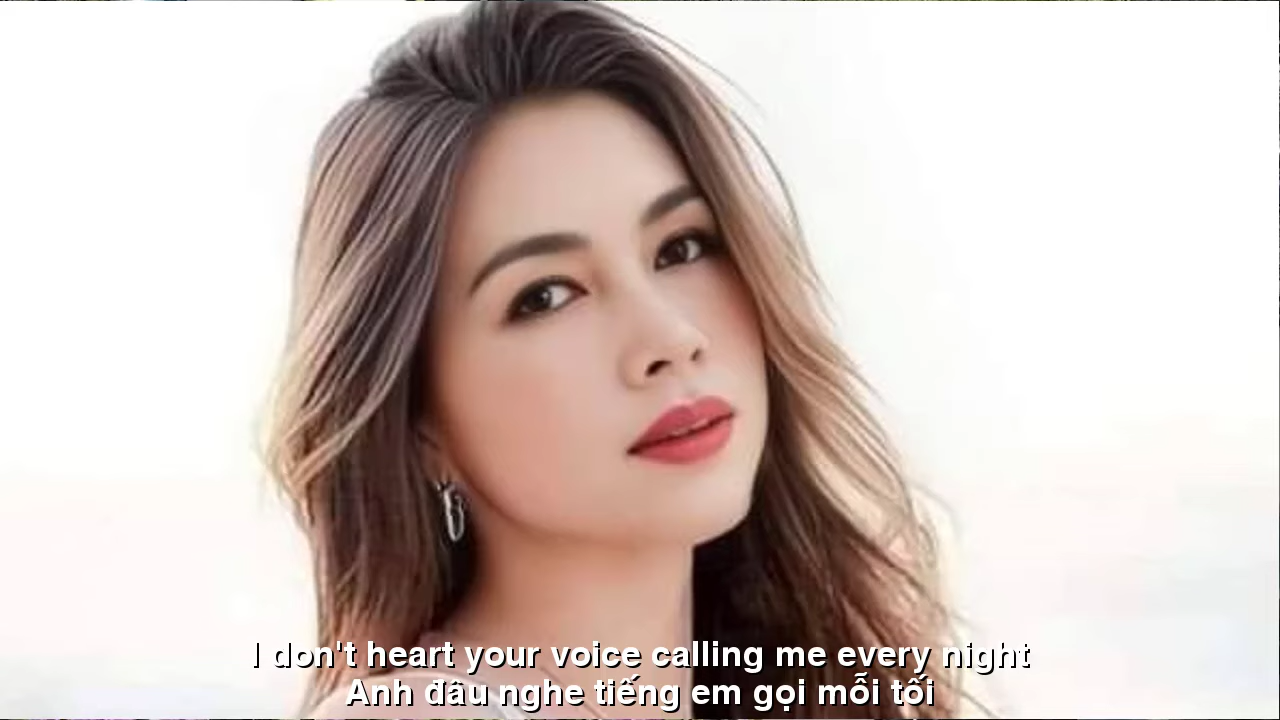 I don't heart your voice calling me every night
Anh đâu nghe tiếng em gọi mỗi tối